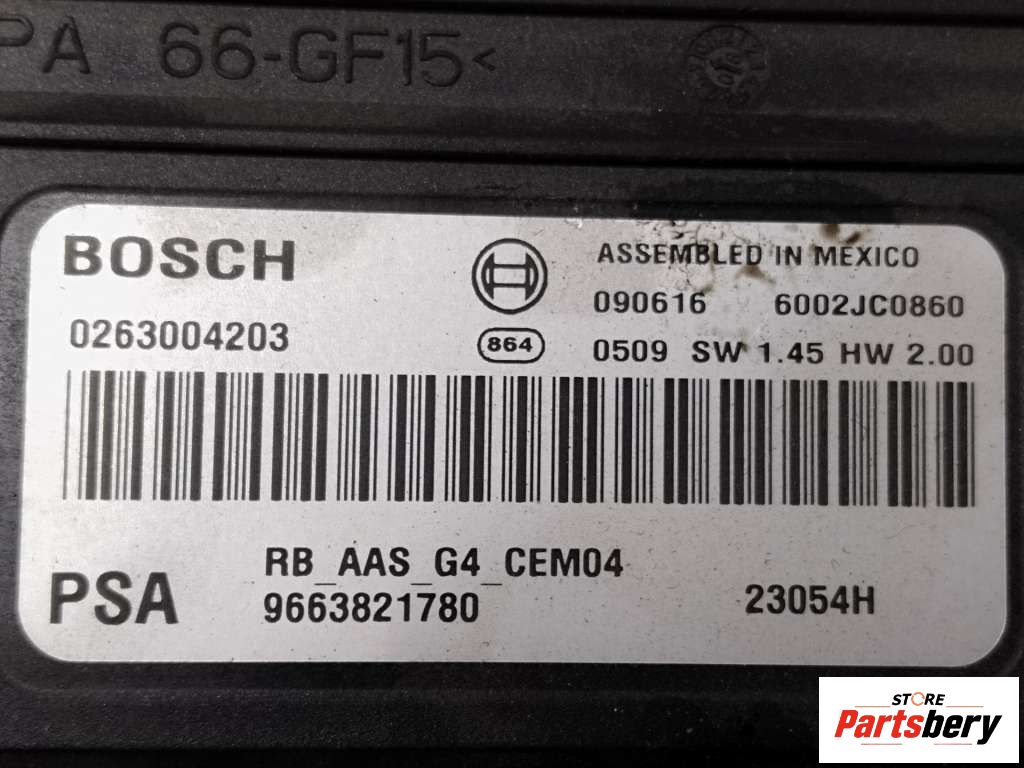 PA 66-GF15<
BOSCH
ASSEMBLED IN MEXICO
090616 6002JC0860
0263004203
864
0509 SW 1.45 HW 2.00
RB_AAS_G4_CEM04
PSA
9663821780
23054H
STORE
Partsbery